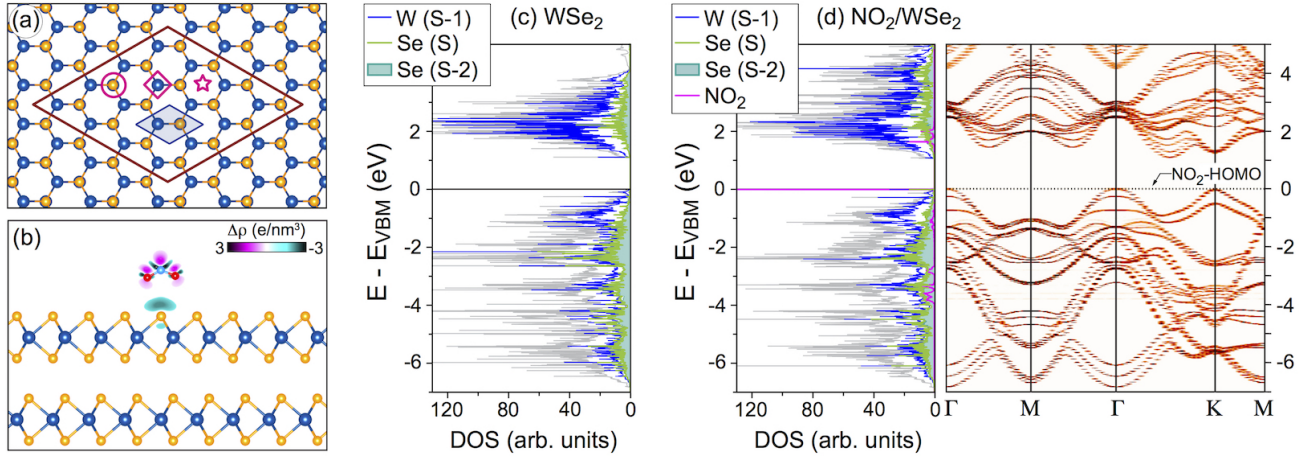 (a)
(b)
Δρ (e/nm³)
3
-3
W (S-1)
Se (S)
Se (S-2)
(c) WSe₂
E - E_VBM (eV)
2
0
-2
-4
-6
120
80
40
0
DOS (arb. units)
W (S-1)
Se (S)
Se (S-2)
NO₂
(d) NO₂/WSe₂
E - E_VBM (eV)
2
0
-2
-4
-6
120
80
40
0
DOS (arb. units)
NO₂-HOMO
4
2
0
-2
-4
-6
Γ
M
Γ
K
M